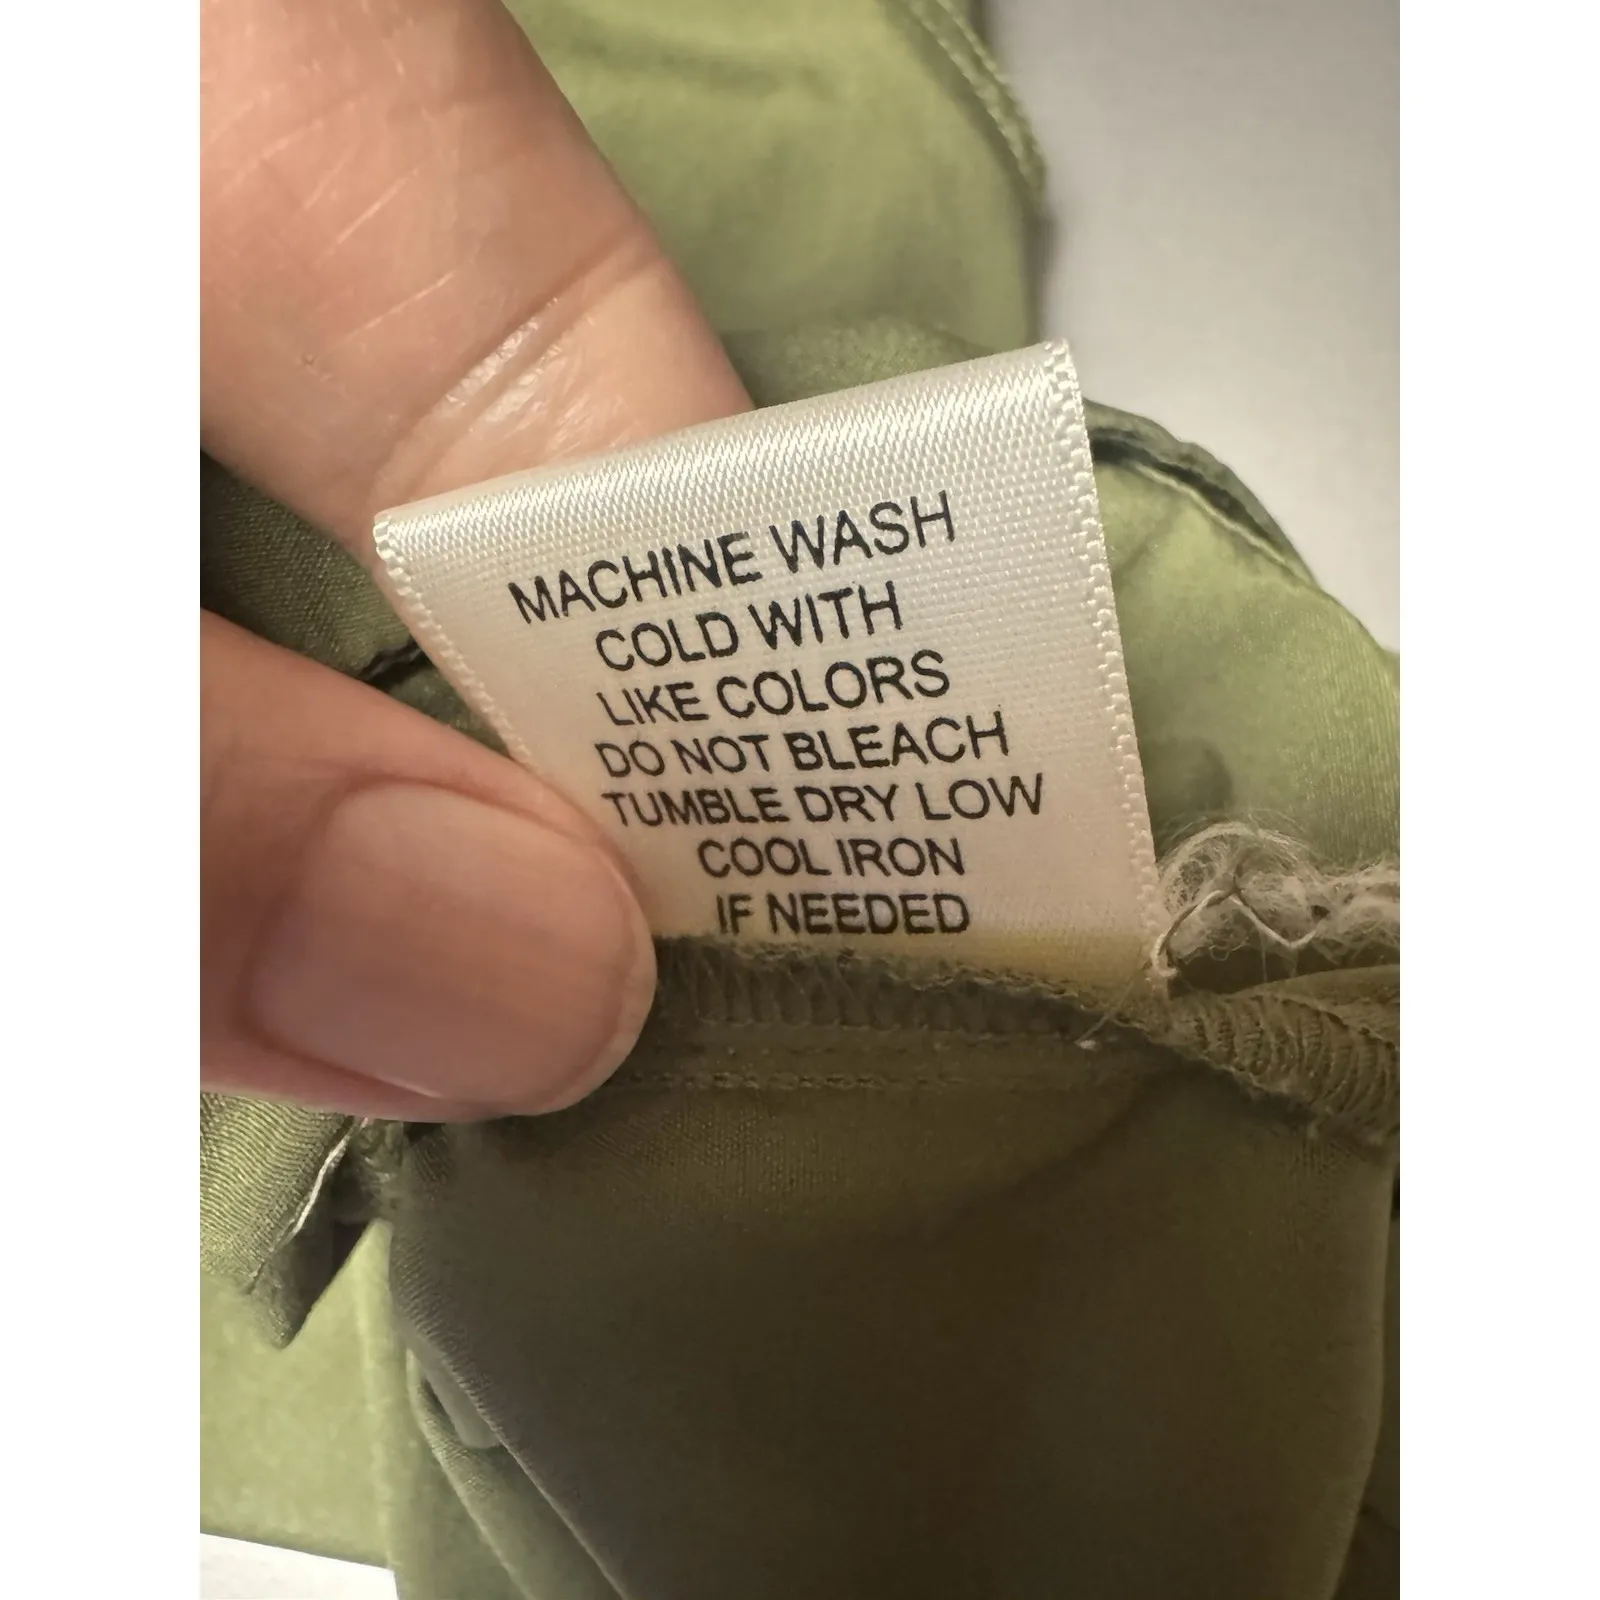 MACHINE WASH
COLD WITH
LIKE COLORS
DO NOT BLEACH
TUMBLE DRY LOW
COOL IRON
IF NEEDED